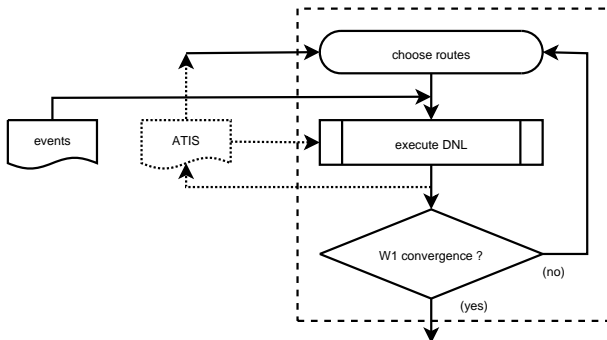 choose routes
events
ATIS
execute DNL
W1 convergence ?
(no)
(yes)